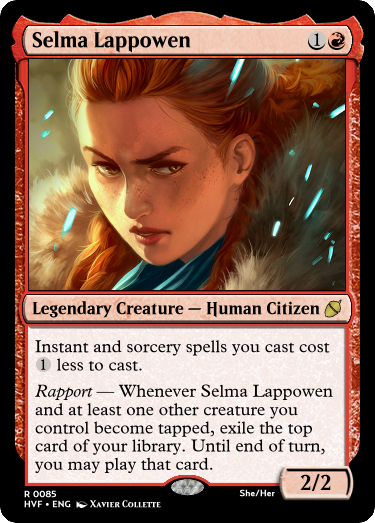 Selma Lappowen 1
Legendary Creature — Human Citizen
Instant and sorcery spells you cast cost
1 less to cast.
Rapport — Whenever Selma Lappowen
and at least one other creature you
control become tapped, exile the top
card of your library. Until end of turn,
you may play that card.
2/2
R 0085
She/Her
HVF • ENG Xavier Collette